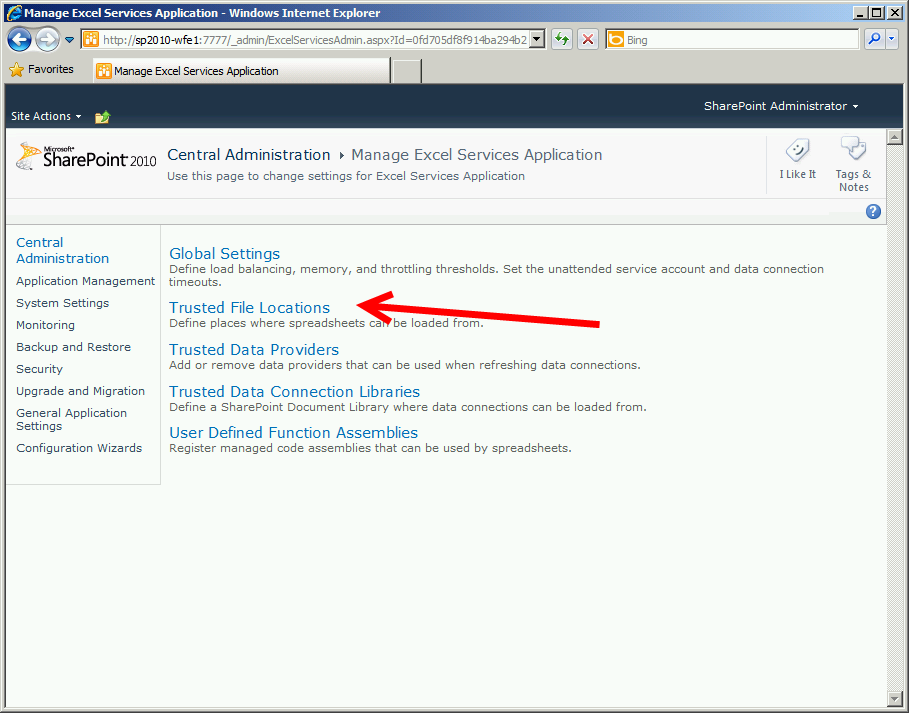 Manage Excel Services Application - Windows Internet Explorer
http://sp2010-wfe1:7777/_admin/ExcelServicesAdmin.aspx?Id=0fd705df8f914ba294b2
Bing
Favorites
Manage Excel Services Application
SharePoint Administrator
Site Actions
Microsoft
SharePoint 2010
Central Administration Manage Excel Services Application
Use this page to change settings for Excel Services Application
I Like It
Tags &
Notes
Central
Administration
Application Management
System Settings
Monitoring
Backup and Restore
Security
Upgrade and Migration
General Application
Settings
Configuration Wizards
Global Settings
Define load balancing, memory, and throttling thresholds. Set the unattended service account and data connection
timeouts.
Trusted File Locations
Define places where spreadsheets can be loaded from.
Trusted Data Providers
Add or remove data providers that can be used when refreshing data connections.
Trusted Data Connection Libraries
Define a SharePoint Document Library where data connections can be loaded from.
User Defined Function Assemblies
Register managed code assemblies that can be used by spreadsheets.